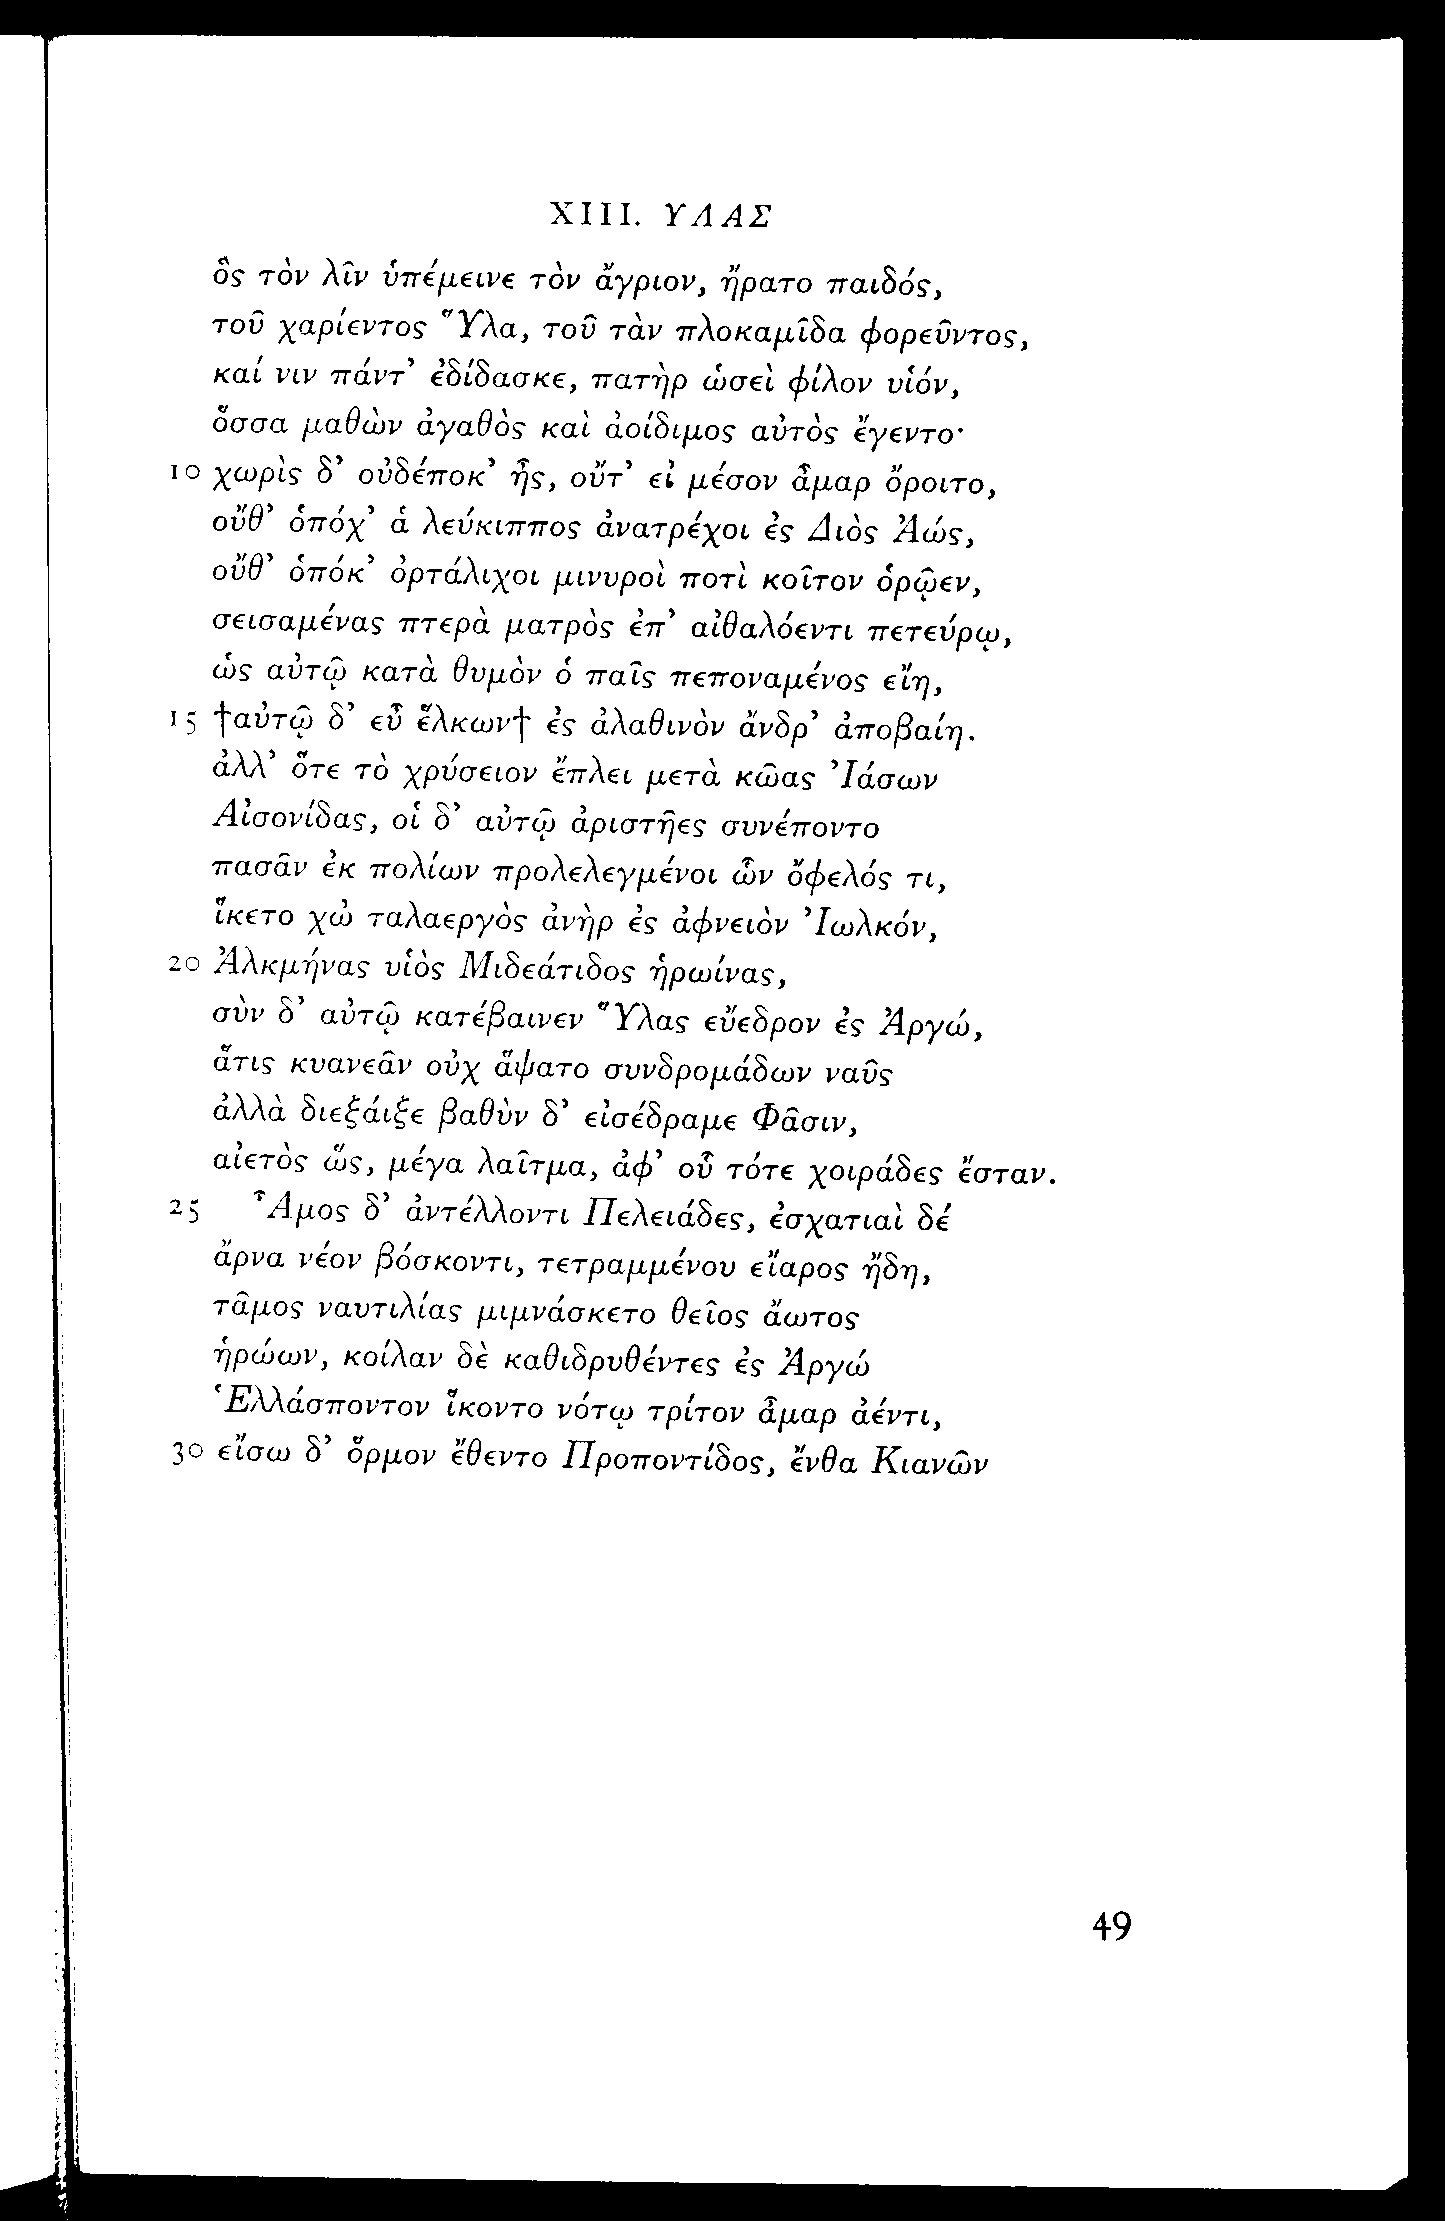 XIII. ΥΛΑΣ
ὃς τὸν λῖν ὑπέμεινε τὸν ἄγριον, ἤρατο παιδός,
τοῦ χαρίεντος Ὕλα, τοῦ τὰν πλοκαμῖδα φορεῦντος,
καί νιν πάντ’ ἐδίδασκε, πατὴρ ὡσεὶ φίλον υἱόν,
ὅσσα μαθὼν ἀγαθὸς καὶ ἀοίδιμος αὐτὸς ἔγεντο·
10 χωρὶς δ’ οὐδέποκ’ ἦς, οὔτ’ εἰ μέσον ἆμαρ ὄροιτο,
οὔθ’ ὁπόχ’ ἁ λεύκιππος ἀνατρέχοι ἐς Διὸς Ἀώς,
οὔθ’ ὁπόκ’ ὀρτάλιχοι μινυροὶ ποτὶ κοῖτον ὁρῷεν,
σεισαμένας πτερὰ ματρὸς ἐπ’ αἰθαλόεντι πετεύρῳ,
ὡς αὐτῷ κατὰ θυμὸν ὁ παῖς πεποναμένος εἴη,
15 †αὐτῷ δ’ εὖ ἕλκων† ἐς ἀλαθινὸν ἄνδρ’ ἀποβαίη.
ἀλλ’ ὅτε τὸ χρύσειον ἔπλει μετὰ κῶας Ἰάσων
Αἰσονίδας, οἱ δ’ αὐτῷ ἀριστῆες συνέποντο
πασᾶν ἐκ πολίων προλελεγμένοι ὧν ὄφελός τι,
ἵκετο χὠ ταλαεργὸς ἀνὴρ ἐς ἀφνειὸν Ἰωλκόν,
20 Ἀλκμήνας υἱὸς Μιδεάτιδος ἡρωίνας,
σὺν δ’ αὐτῷ κατέβαινεν Ὕλας εὔεδρον ἐς Ἀργώ,
ἅτις κυανεᾶν οὐχ ἅψατο συνδρομάδων ναῦς
ἀλλὰ διεξάιξε βαθὺν δ’ εἰσέδραμε Φᾶσιν,
αἰετὸς ὥς, μέγα λαῖτμα, ἀφ’ οὗ τότε χοιράδες ἔσταν.
25 Ἆμος δ’ ἀντέλλοντι Πελειάδες, ἐσχατιαὶ δέ
ἄρνα νέον βόσκοντι, τετραμμένου εἴαρος ἤδη,
τᾶμος ναυτιλίας μιμνάσκετο θεῖος ἄωτος
ἡρώων, κοίλαν δὲ καθιδρυθέντες ἐς Ἀργώ
Ἑλλάσποντον ἵκοντο νότῳ τρίτον ἆμαρ ἀέντι,
30 εἴσω δ’ ὅρμον ἔθεντο Προποντίδος, ἔνθα Κιανῶν
49